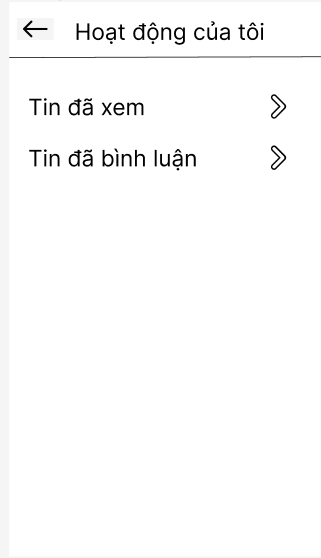 Hoạt động của tôi
Tin đã xem
Tin đã bình luận